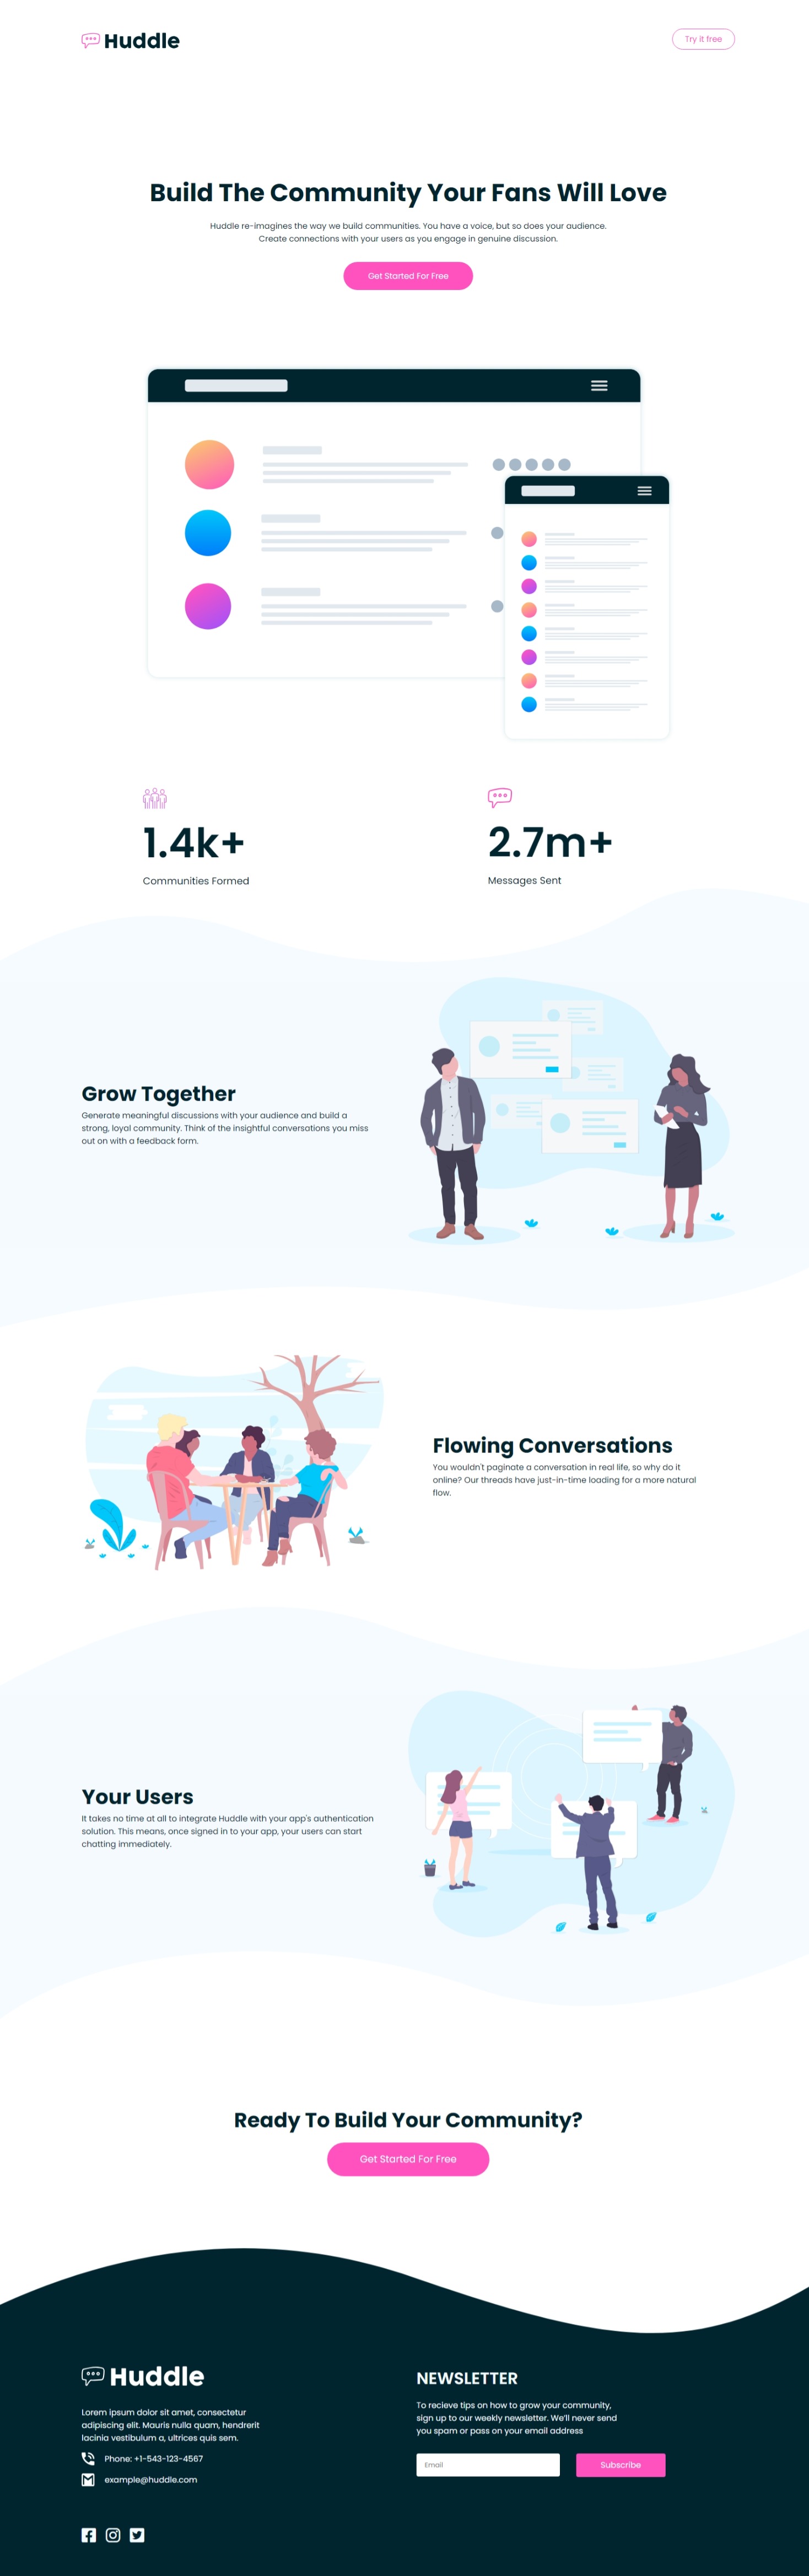 Huddle
Try it free
Build The Community Your Fans Will Love
Huddle re-imagines the way we build communities. You have a voice, but so does your audience.
Create connections with your users as you engage in genuine discussion.
Get Started For Free
1.4k+
Communities Formed
2.7m+
Messages Sent
Grow Together
Generate meaningful discussions with your audience and build a
strong, loyal community. Think of the insightful conversations you miss
out on with a feedback form.
Flowing Conversations
You wouldn't paginate a conversation in real life, so why do it
online? Our threads have just-in-time loading for a more natural
flow.
Your Users
It takes no time at all to integrate Huddle with your app's authentication
solution. This means, once signed in to your app, your users can start
chatting immediately.
Ready To Build Your Community?
Get Started For Free
Huddle
Lorem ipsum dolor sit amet, consectetur
adipiscing elit. Mauris nulla quam, hendrerit
lacinia vestibulum a, ultrices quis sem.
Phone: +1-543-123-4567
example@huddle.com
NEWSLETTER
To recieve tips on how to grow your community,
sign up to our weekly newsletter. We'll never send
you spam or pass on your email address
Email
Subscribe